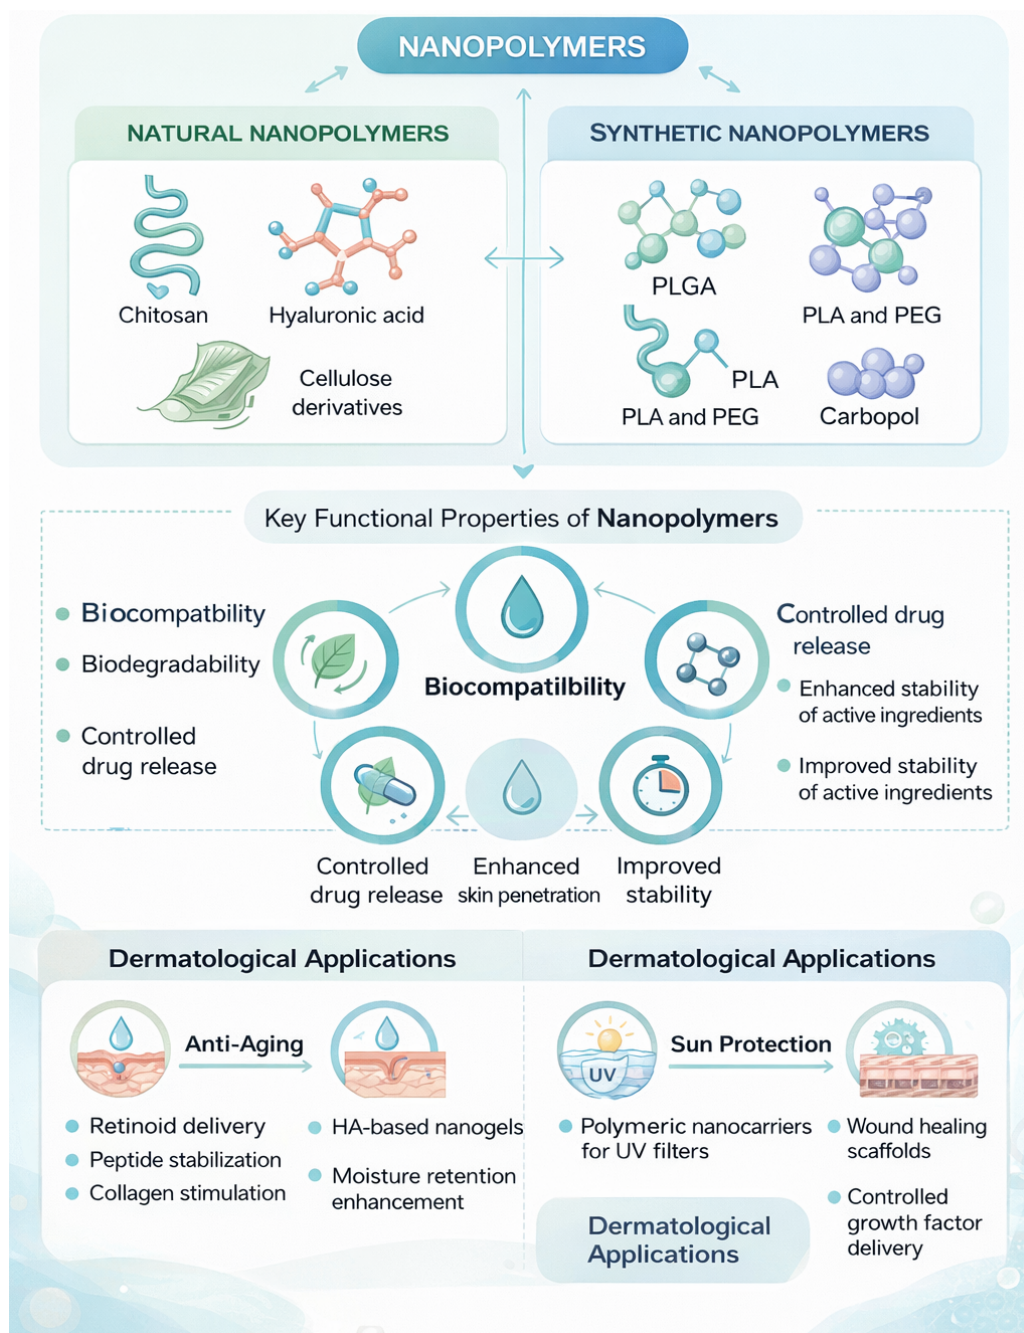 NANOPOLYMERS
NATURAL NANOPOLYMERS
Chitosan
Hyaluronic acid
Cellulose
derivatives
SYNTHETIC NANOPOLYMERS
PLGA
PLA and PEG
PLA
PLA and PEG
Carbopol
Key Functional Properties of Nanopolymers
Biocompatbility
Biodegradability
Controlled
drug release
Biocompatilbility
Controlled drug
release
Enhanced stability
of active ingredients
Improved stability
of active ingredients
Controlled
drug release
Enhanced
skin penetration
Improved
stability
Dermatological Applications
Anti-Aging
Retinoid delivery
Peptide stabilization
Collagen stimulation
HA-based nanogels
Moisture retention
enhancement
Dermatological Applications
UV
Sun Protection
Polymeric nanocarriers
for UV filters
Wound healing
scaffolds
Controlled
growth factor
delivery
Dermatological
Applications